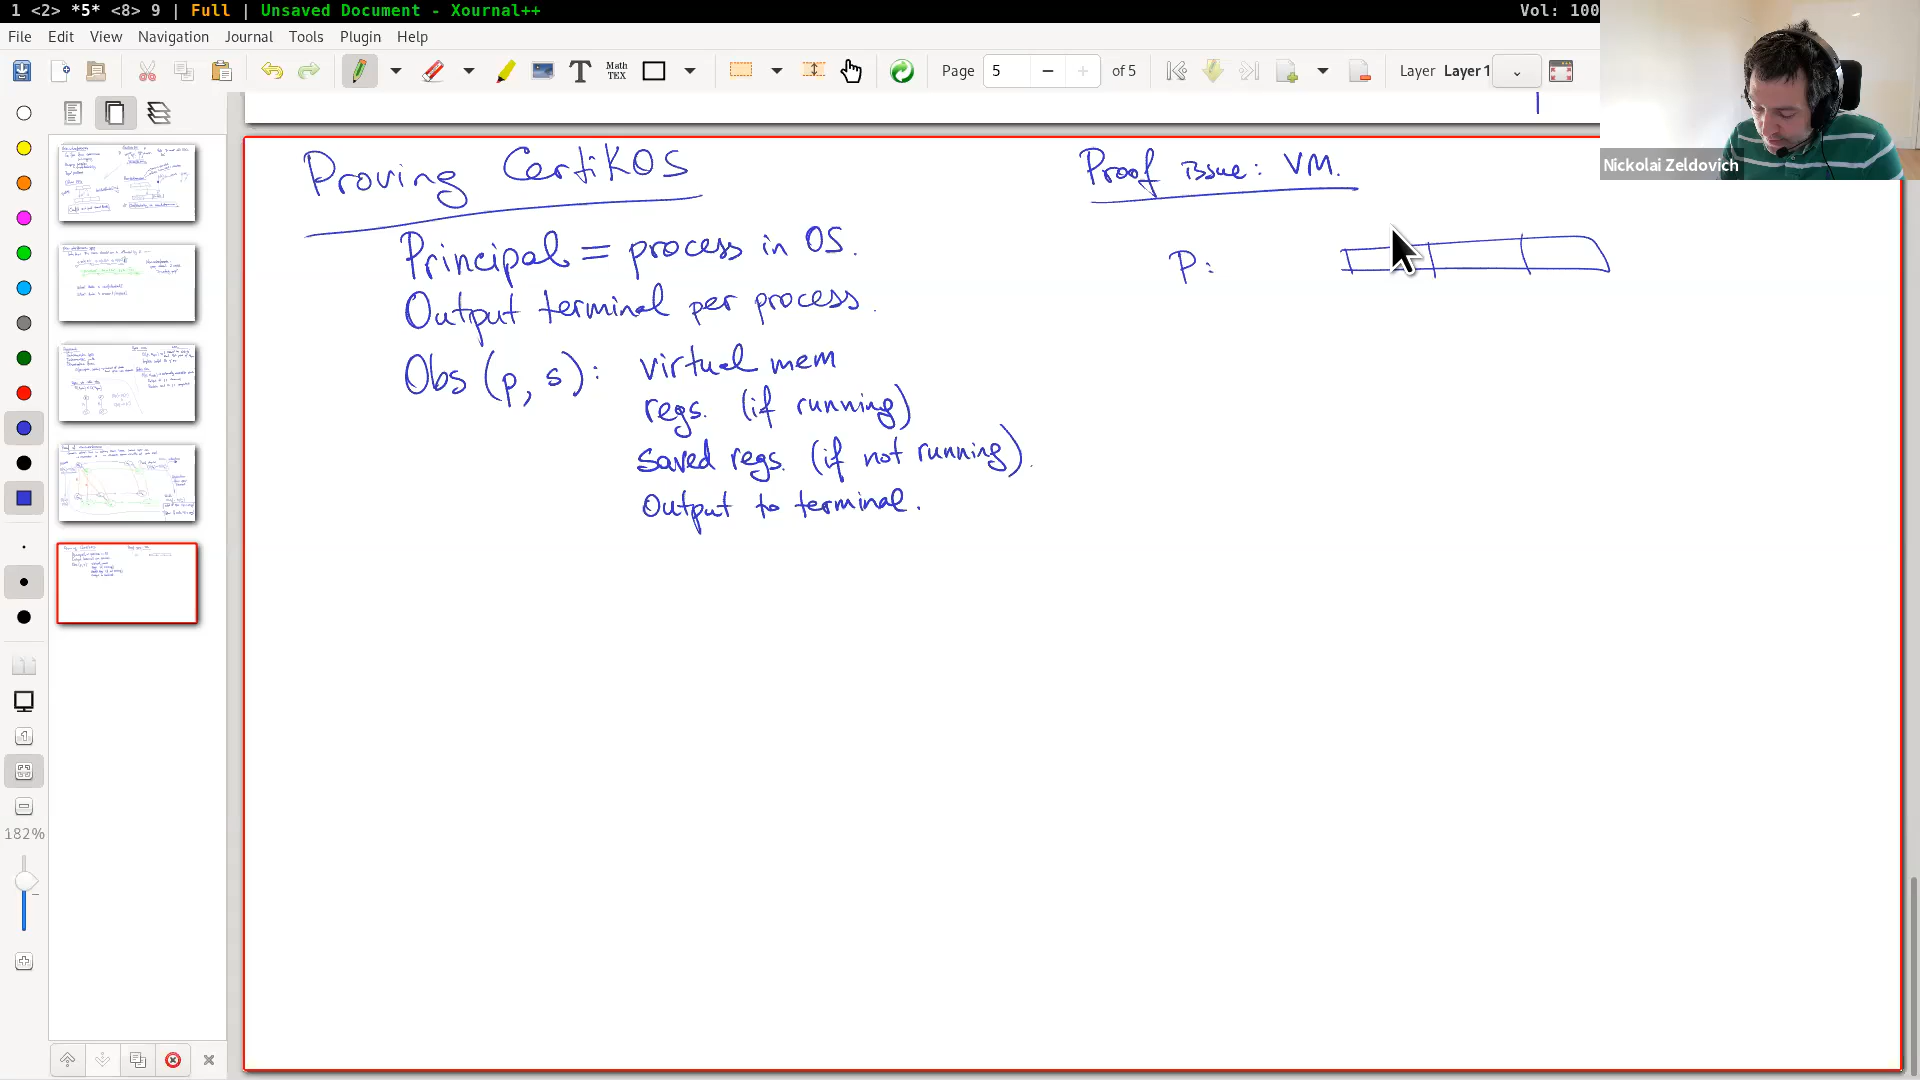 1 <2> *5* <8> 9 | Full | Unsaved Document - Xournal++
Vol: 100
File Edit View Navigation Journal Tools Plugin Help
Math
TEX
Page 5 of 5
Layer Layer 1
Nickolai Zeldovich
Proving CertiKOS
Principal = process in OS.
Output terminal per process.
Obs (p, s): virtual mem
regs. (if running)
saved regs. (if not running).
Output to terminal.
Proof issue: VM.
P:
182%